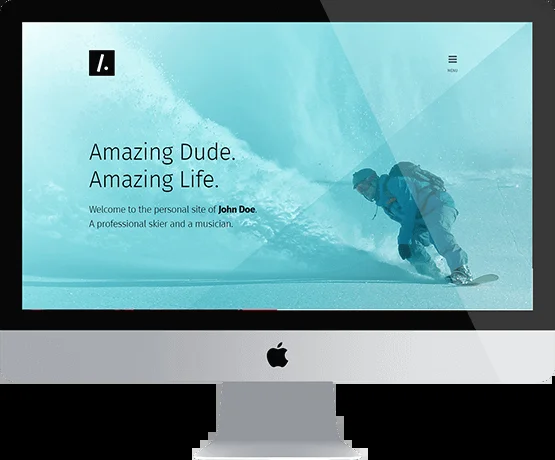 /.
MENU
Amazing Dude.
Amazing Life.
Welcome to the personal site of John Doe.
A professional skier and a musician.